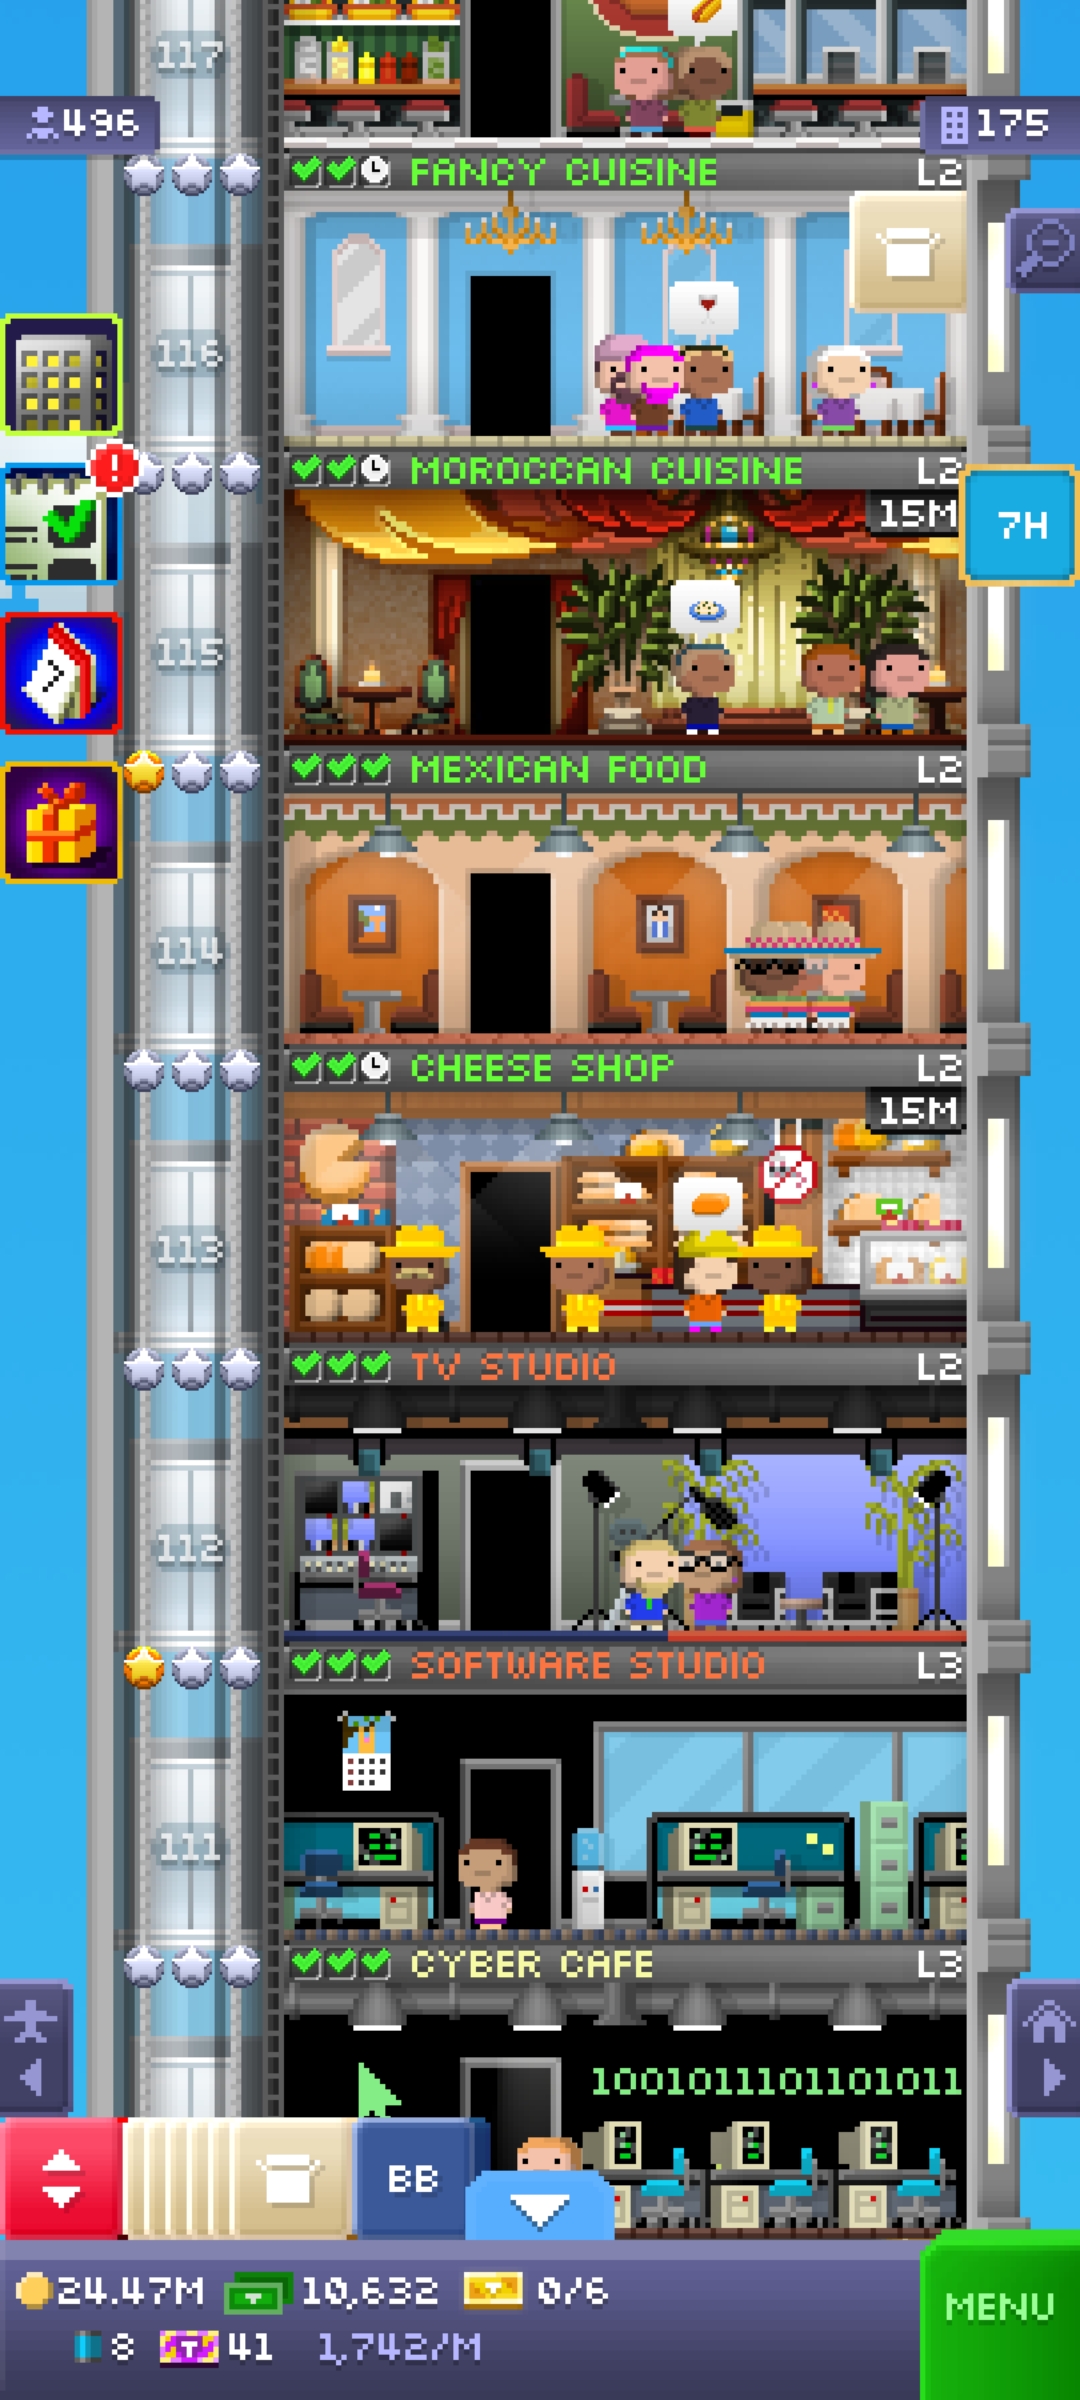 117
496
175
FANCY CUISINE L2
116
MOROCCAN CUISINE L2
15M
7H
115
7
MEXICAN FOOD L2
114
CHEESE SHOP L2
15M
113
TV STUDIO L2
112
SOFTWARE STUDIO L3
111
CYBER CAFE L3
1001011101101011
BB
24.47M 10,632 0/6
MENU
8 T 41 1,742/M